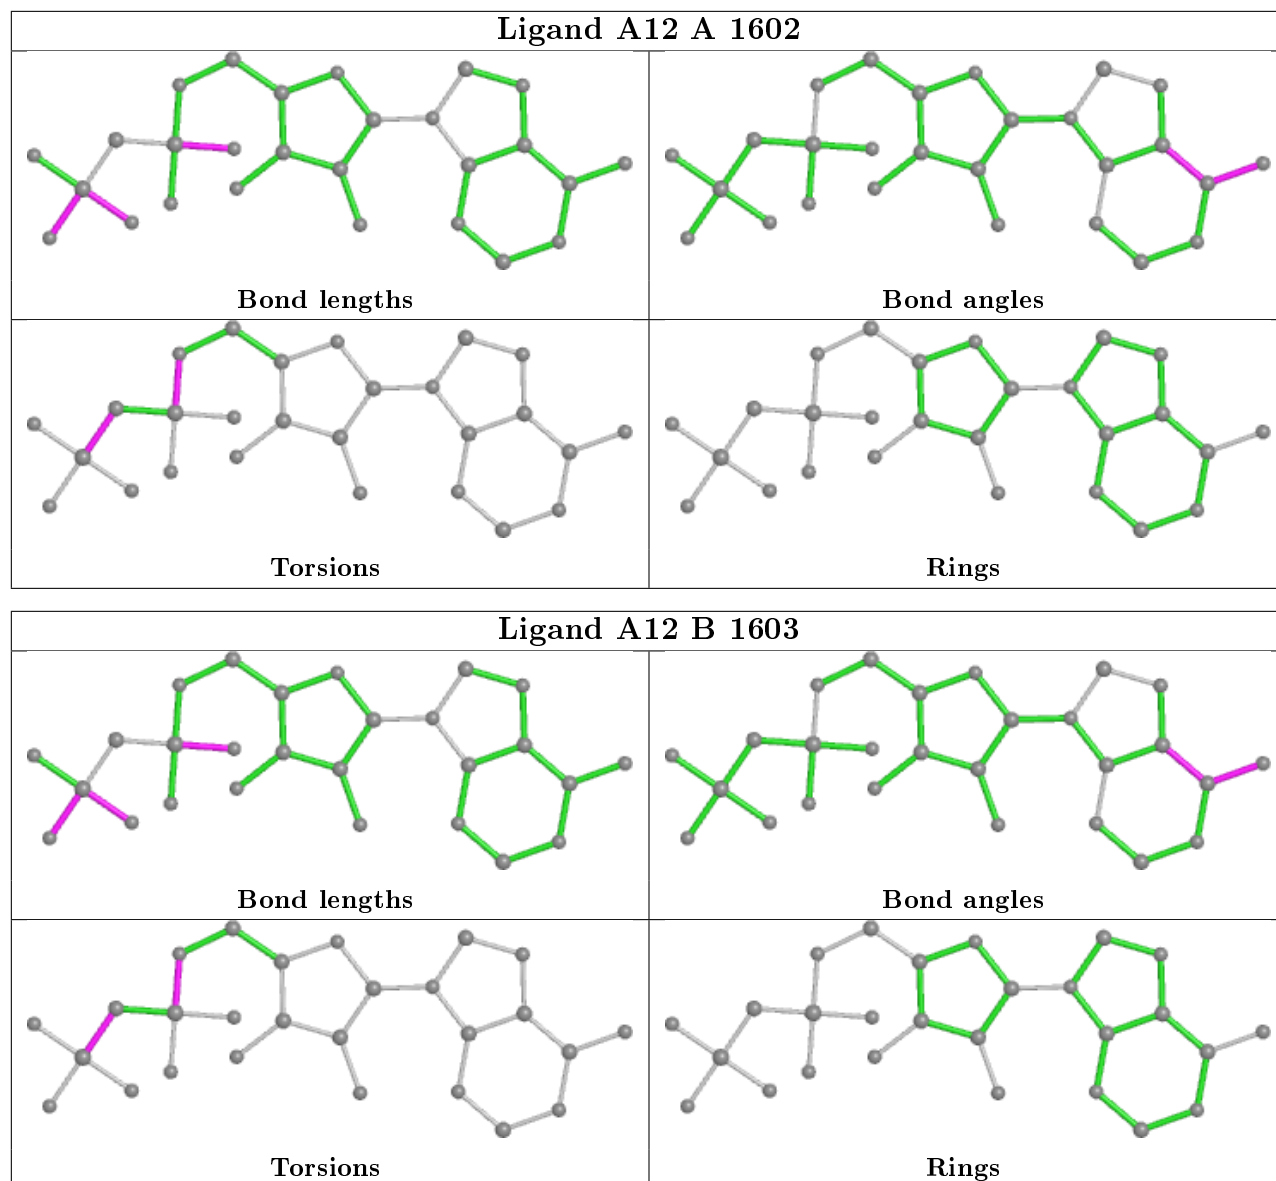 Ligand A12 A 1602
Bond lengths
Bond angles
Torsions
Rings
Ligand A12 B 1603
Bond lengths
Bond angles
Torsions
Rings